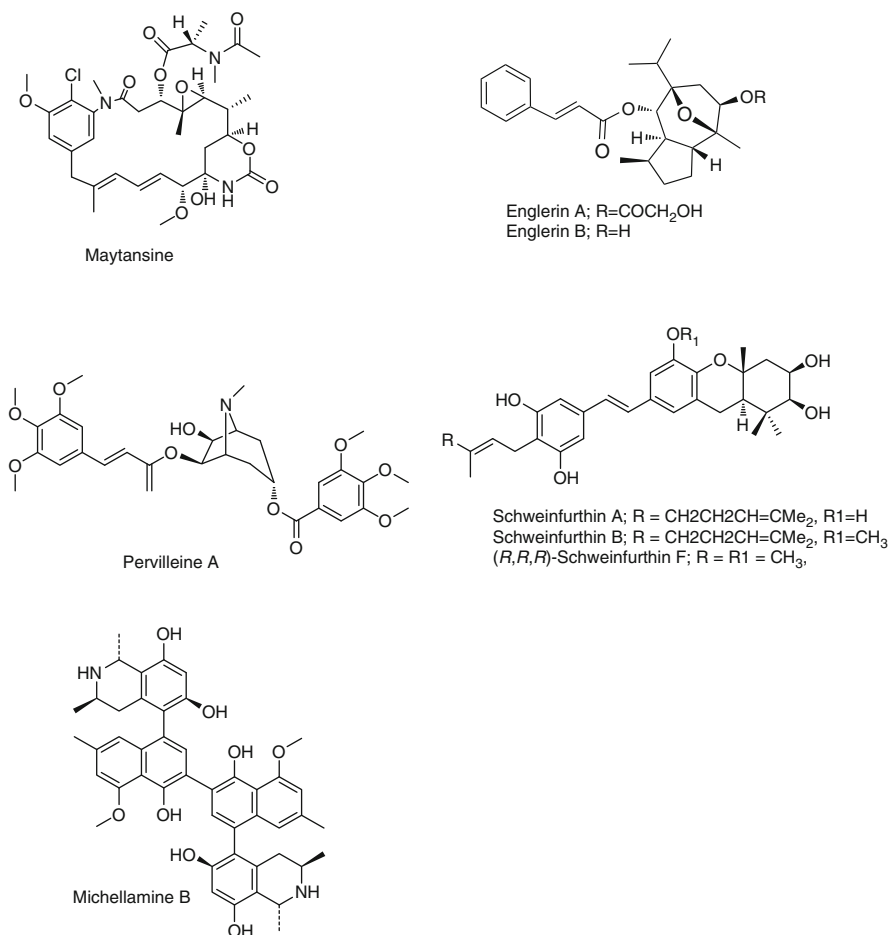 Maytansine
Englerin A; R=COCH₂OH
Englerin B; R=H
Pervilleine A
Schweinfurthin A; R = CH2CH2CH=CMe₂, R1=H
Schweinfurthin B; R = CH2CH2CH=CMe₂, R1=CH₃
(R,R,R)-Schweinfurthin F; R = R1 = CH₃,
Michellamine B